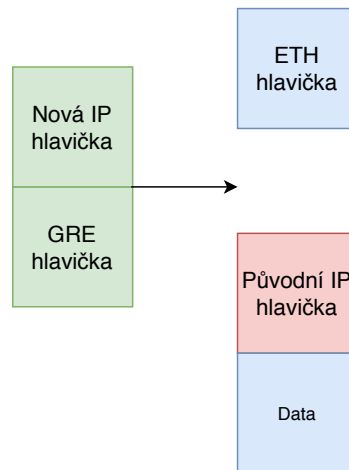 ETH
hlavička
Nová IP
hlavička
GRE
hlavička
Původní IP
hlavička
Data